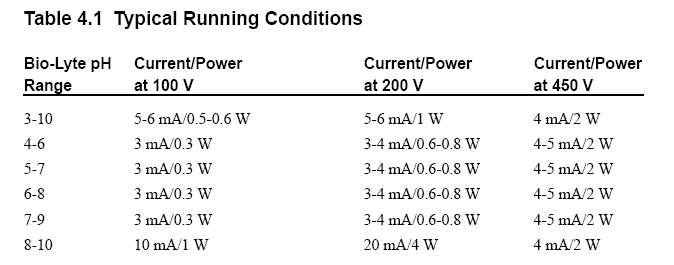 Table 4.1 Typical Running Conditions
Bio-Lyte pH Current/Power Current/Power Current/Power
Range at 100 V at 200 V at 450 V
3-10 5-6 mA/0.5-0.6 W 5-6 mA/1 W 4 mA/2 W
4-6 3 mA/0.3 W 3-4 mA/0.6-0.8 W 4-5 mA/2 W
5-7 3 mA/0.3 W 3-4 mA/0.6-0.8 W 4-5 mA/2 W
6-8 3 mA/0.3 W 3-4 mA/0.6-0.8 W 4-5 mA/2 W
7-9 3 mA/0.3 W 3-4 mA/0.6-0.8 W 4-5 mA/2 W
8-10 10 mA/1 W 20 mA/4 W 4 mA/2 W